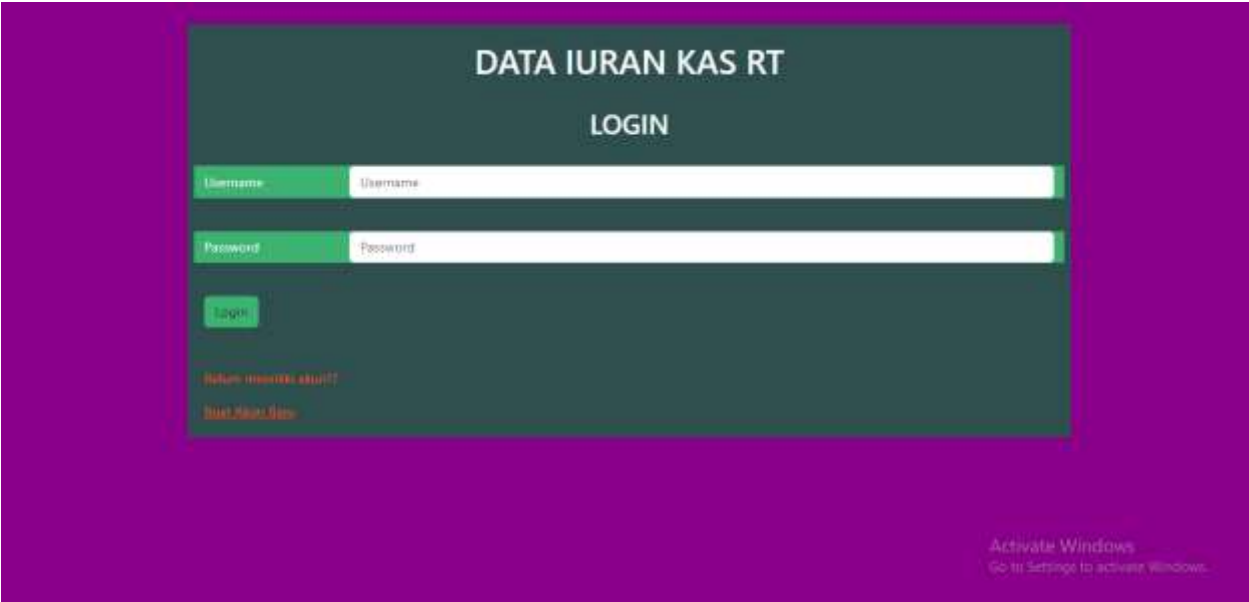 DATA IURAN KAS RT
LOGIN
Username
Username
Password
Password
Login
Belum memiliki akun??
Buat Akun Baru
Activate Windows
Go to Settings to activate Windows.